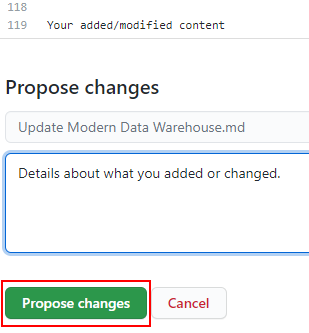 118
119 Your added/modified content
Propose changes
Update Modern Data Warehouse.md
Details about what you added or changed.
Propose changes Cancel